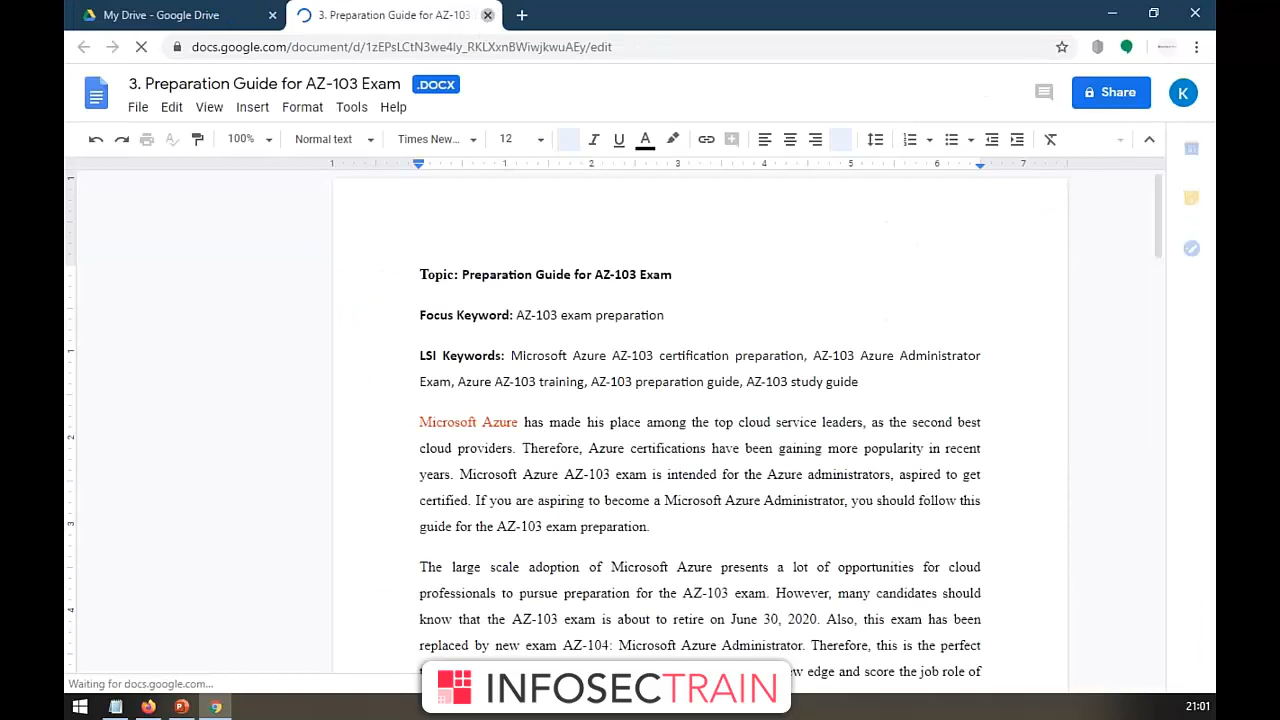 My Drive - Google Drive
3. Preparation Guide for AZ-103
docs.google.com/document/d/1zEPsLCtN3we4ly_RKLXxnBWiwjkwuAEy/edit
3. Preparation Guide for AZ-103 Exam .DOCX
Share
K
File Edit View Insert Format Tools Help
100% Normal text Times New... 12
1 1 2 3 4 5 6 7
Topic: Preparation Guide for AZ-103 Exam
Focus Keyword: AZ-103 exam preparation
LSI Keywords: Microsoft Azure AZ-103 certification preparation, AZ-103 Azure Administrator
Exam, Azure AZ-103 training, AZ-103 preparation guide, AZ-103 study guide
Microsoft Azure has made his place among the top cloud service leaders, as the second best
cloud providers. Therefore, Azure certifications have been gaining more popularity in recent
years. Microsoft Azure AZ-103 exam is intended for the Azure administrators, aspired to get
certified. If you are aspiring to become a Microsoft Azure Administrator, you should follow this
guide for the AZ-103 exam preparation.
The large scale adoption of Microsoft Azure presents a lot of opportunities for cloud
professionals to pursue preparation for the AZ-103 exam. However, many candidates should
know that the AZ-103 exam is about to retire on June 30, 2020. Also, this exam has been
replaced by new exam AZ-104: Microsoft Azure Administrator. Therefore, this is the perfect
edge and score the job role of
Waiting for docs.google.com...
INFOSECTRAIN
21:01